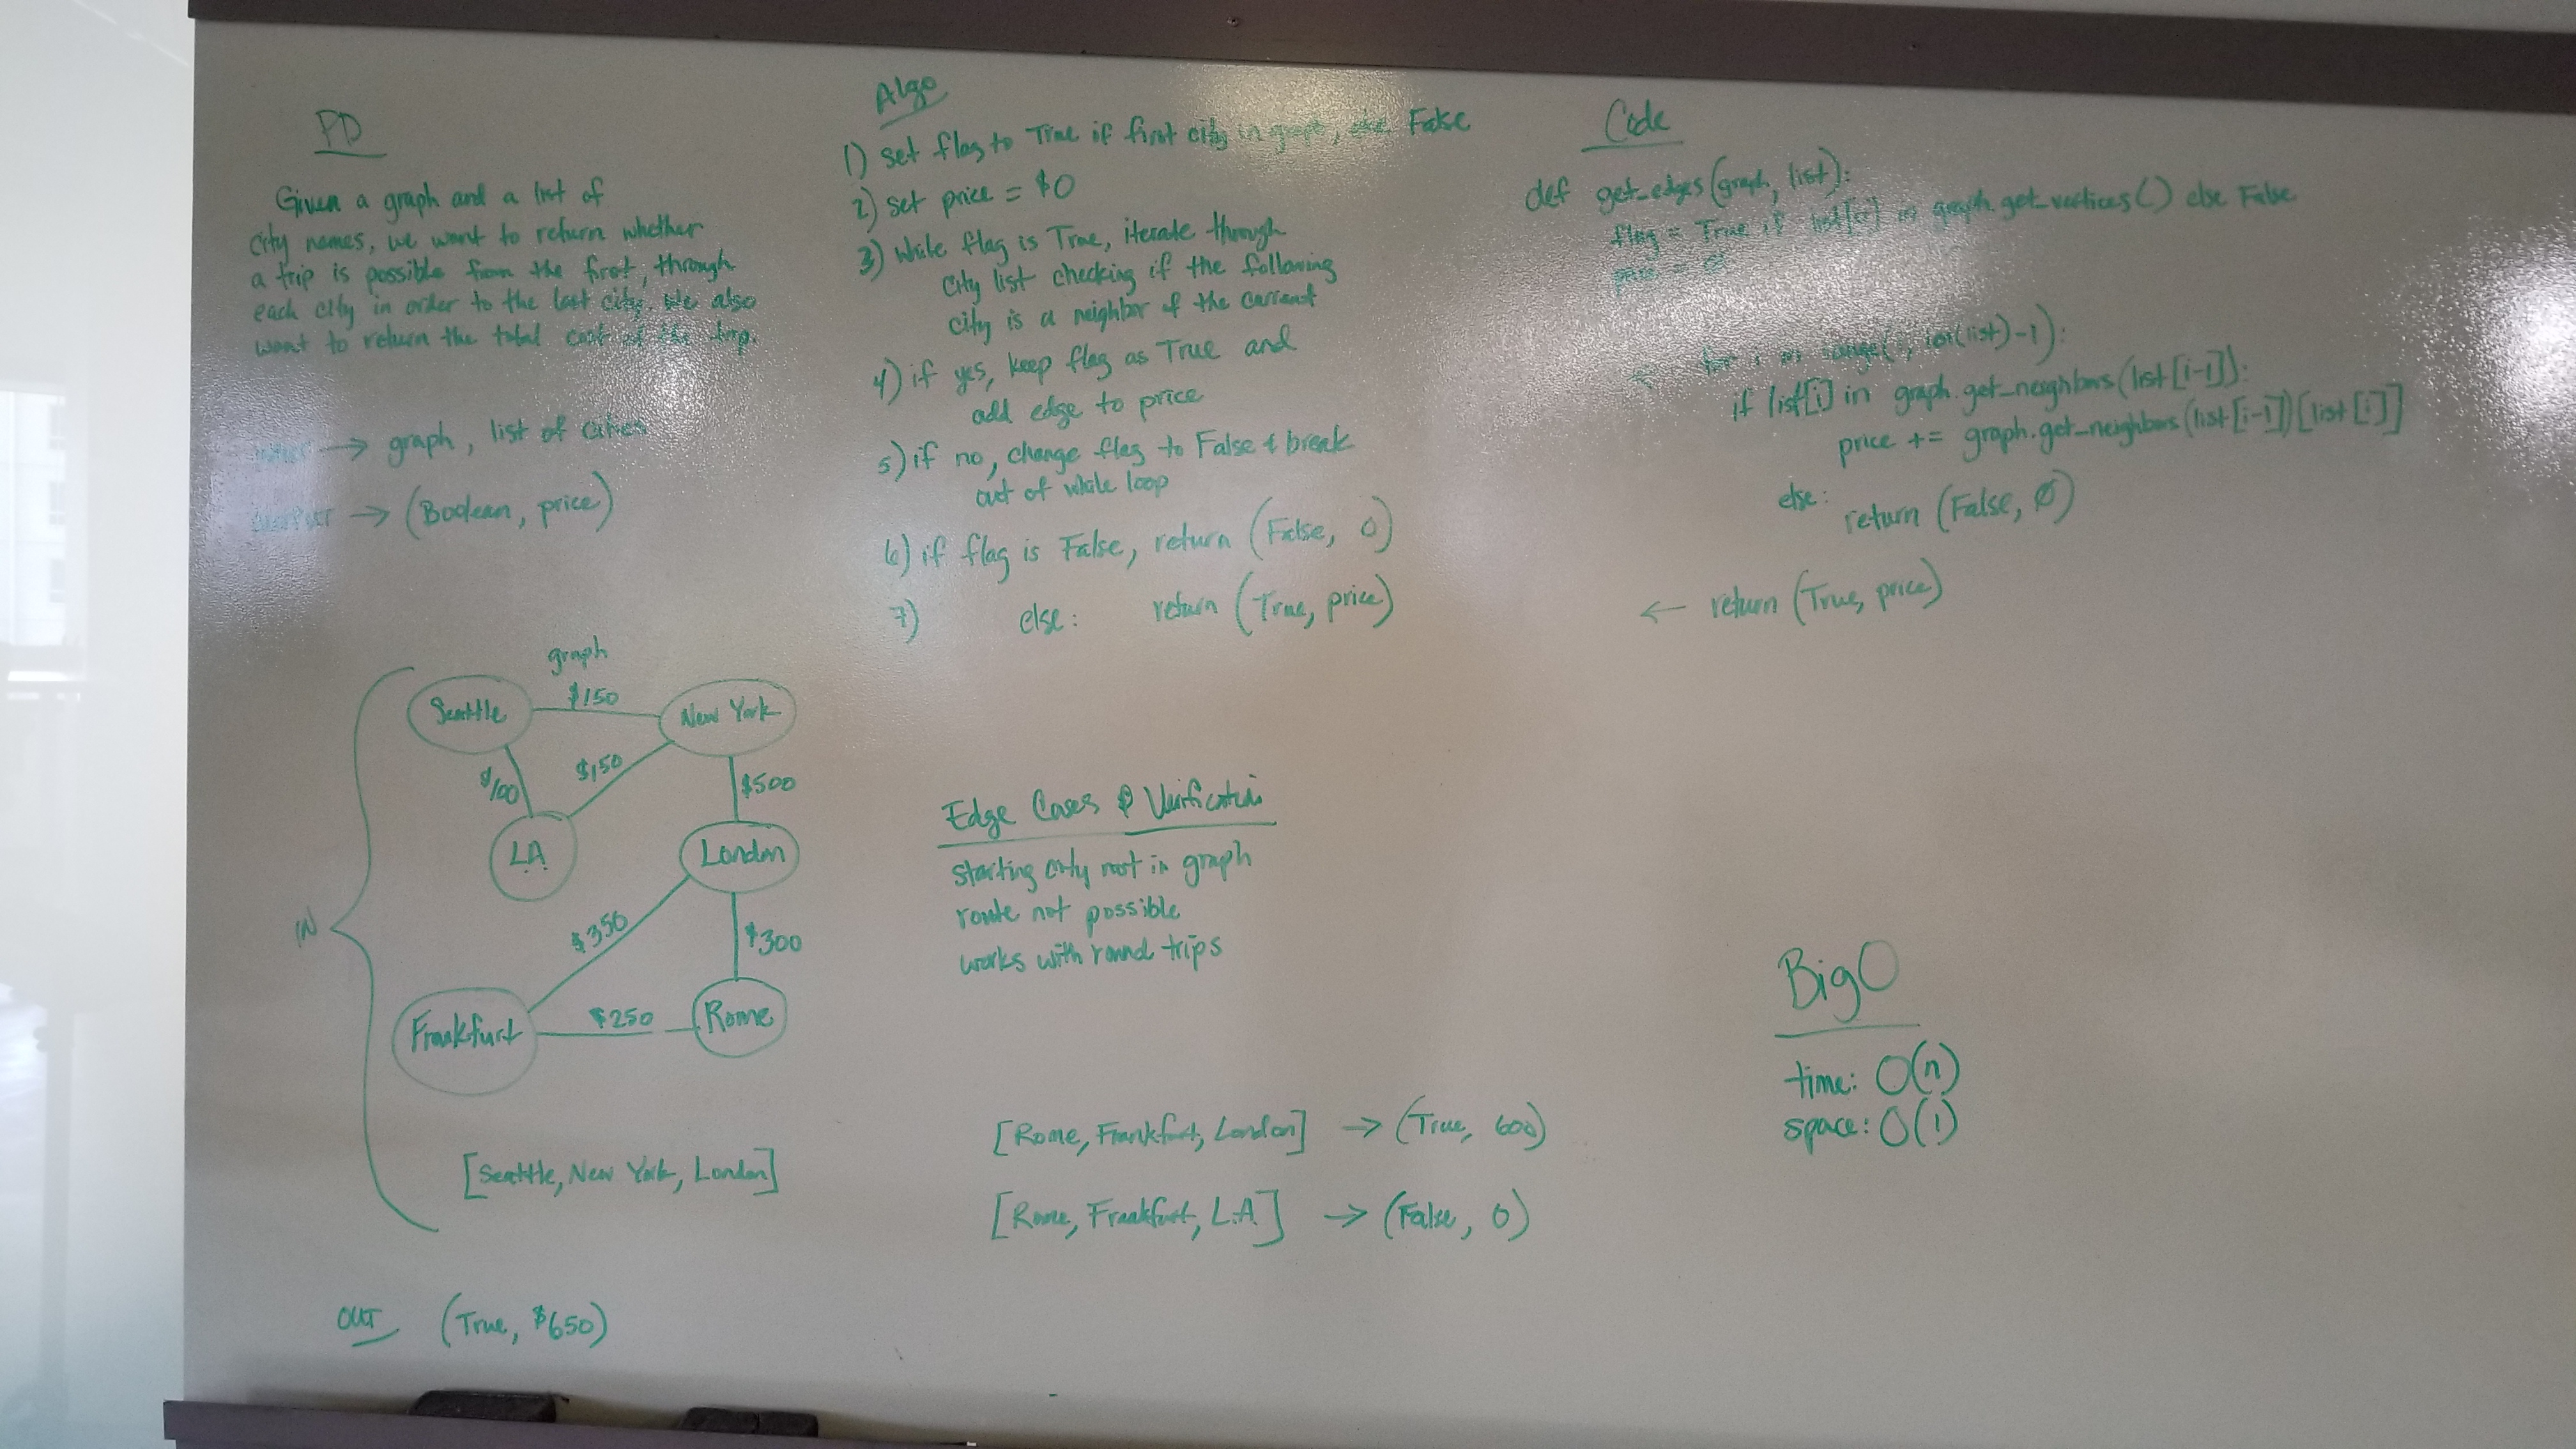 PD
Given a graph and a list of
city names, we want to return whether
a trip is possible from the first, through
each city in order to the last city. We also
want to return the total cost of the trip.
INPUT → graph, list of cities
OUTPUT → (Boolean, price)
graph
Seattle
$150
New York
$100
$150
$500
LA
London
$350
$300
Frankfurt
$250
Rome
IN
[Seattle, New York, London]
OUT (True, $650)
Algo
1) set flag to True if first city in graph, else False
2) set price = $0
3) while flag is True, iterate through
city list checking if the following
city is a neighbor of the current
4) if yes, keep flag as True and
add edge to price
5) if no, change flag to False & break
out of while loop
6) if flag is False, return (False, 0)
7) else: return (True, price)
Edge Cases & Verification
starting city not in graph
route not possible
works with round trips
[Rome, Frankfurt, London] → (True, 600)
[Rome, Frankfurt, L.A.] → (False, 0)
Code
def get_edges(graph, list):
flag = True if list[0] in graph.get_vertices() else False
price =
← for i in range( , len(list)-1):
if list[i] in graph.get_neighbors(list[i-1]):
price += graph.get_neighbors(list[i-1])[list[i]]
else:
return (False, Ø)
← return (True, price)
Big O
time: O(n)
space: O(1)